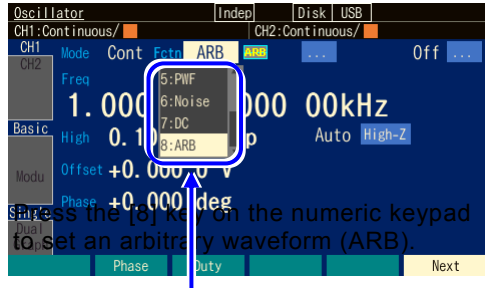 Oscillator Indep Disk USB
CH1:Continuous/ CH2:Continuous/
CH1 Mode Cont Fctn ARB ARB ... Off ...
CH2
Freq
5:PWF
1.000 000 00kHz
6:Noise
7:DC
Basic High 0.10 p Auto High-Z
8:ARB
Modu Offset +0.000 0 V
Phase +0.000 deg
Press the [8] key on the numeric keypad
to set an arbitrary waveform (ARB).
Single
Dual
Phase Duty Next